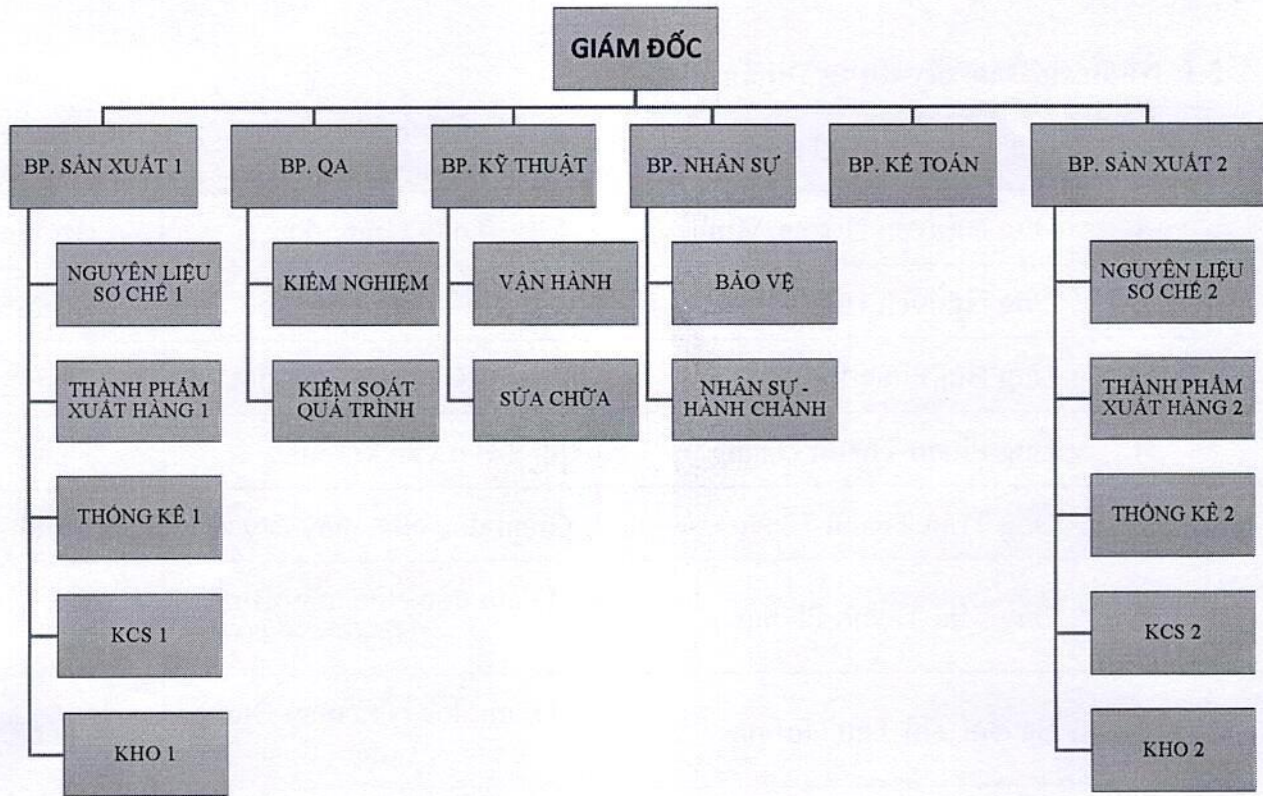 GIÁM ĐỐC
BP. SẢN XUẤT 1
BP. QA
BP. KỸ THUẬT
BP. NHÂN SỰ
BP. KẾ TOÁN
BP. SẢN XUẤT 2
NGUYÊN LIỆU
SƠ CHẾ 1
KIỂM NGHIỆM
VẬN HÀNH
BẢO VỆ
NGUYÊN LIỆU
SƠ CHẾ 2
THÀNH PHẨM
XUẤT HÀNG 1
KIỂM SOÁT
QUÁ TRÌNH
SỬA CHỮA
NHÂN SỰ -
HÀNH CHÁNH
THÀNH PHẨM
XUẤT HÀNG 2
THỐNG KÊ 1
THỐNG KÊ 2
KCS 1
KCS 2
KHO 1
KHO 2